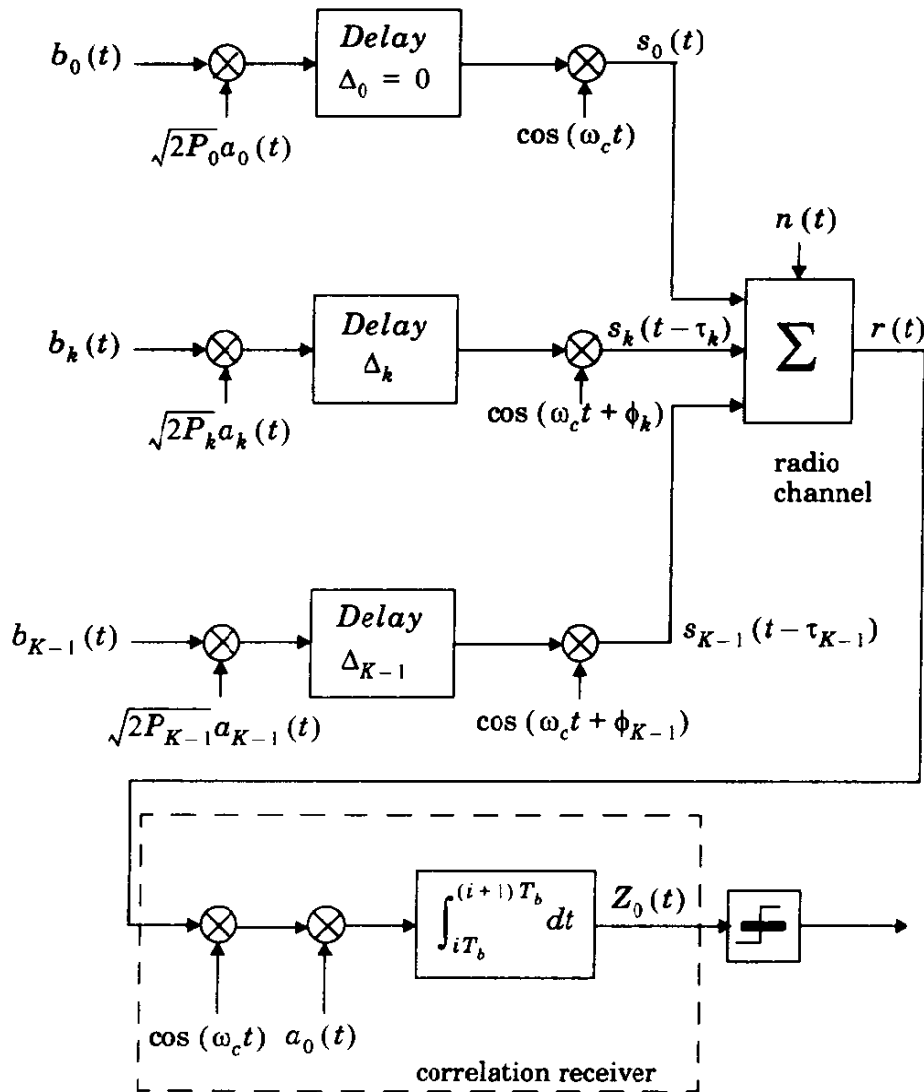 b_0(t)
Delay
Δ_0 = 0
s_0(t)
√2P_0 a_0(t)
cos(ω_c t)
n(t)
b_k(t)
Delay
Δ_k
s_k(t − τ_k)
Σ
r(t)
√2P_k a_k(t)
cos(ω_c t + φ_k)
radio
channel
b_{K−1}(t)
Delay
Δ_{K−1}
s_{K−1}(t − τ_{K−1})
√2P_{K−1} a_{K−1}(t)
cos(ω_c t + φ_{K−1})
∫_{iT_b}^{(i+1)T_b} dt
Z_0(t)
cos(ω_c t) a_0(t)
correlation receiver